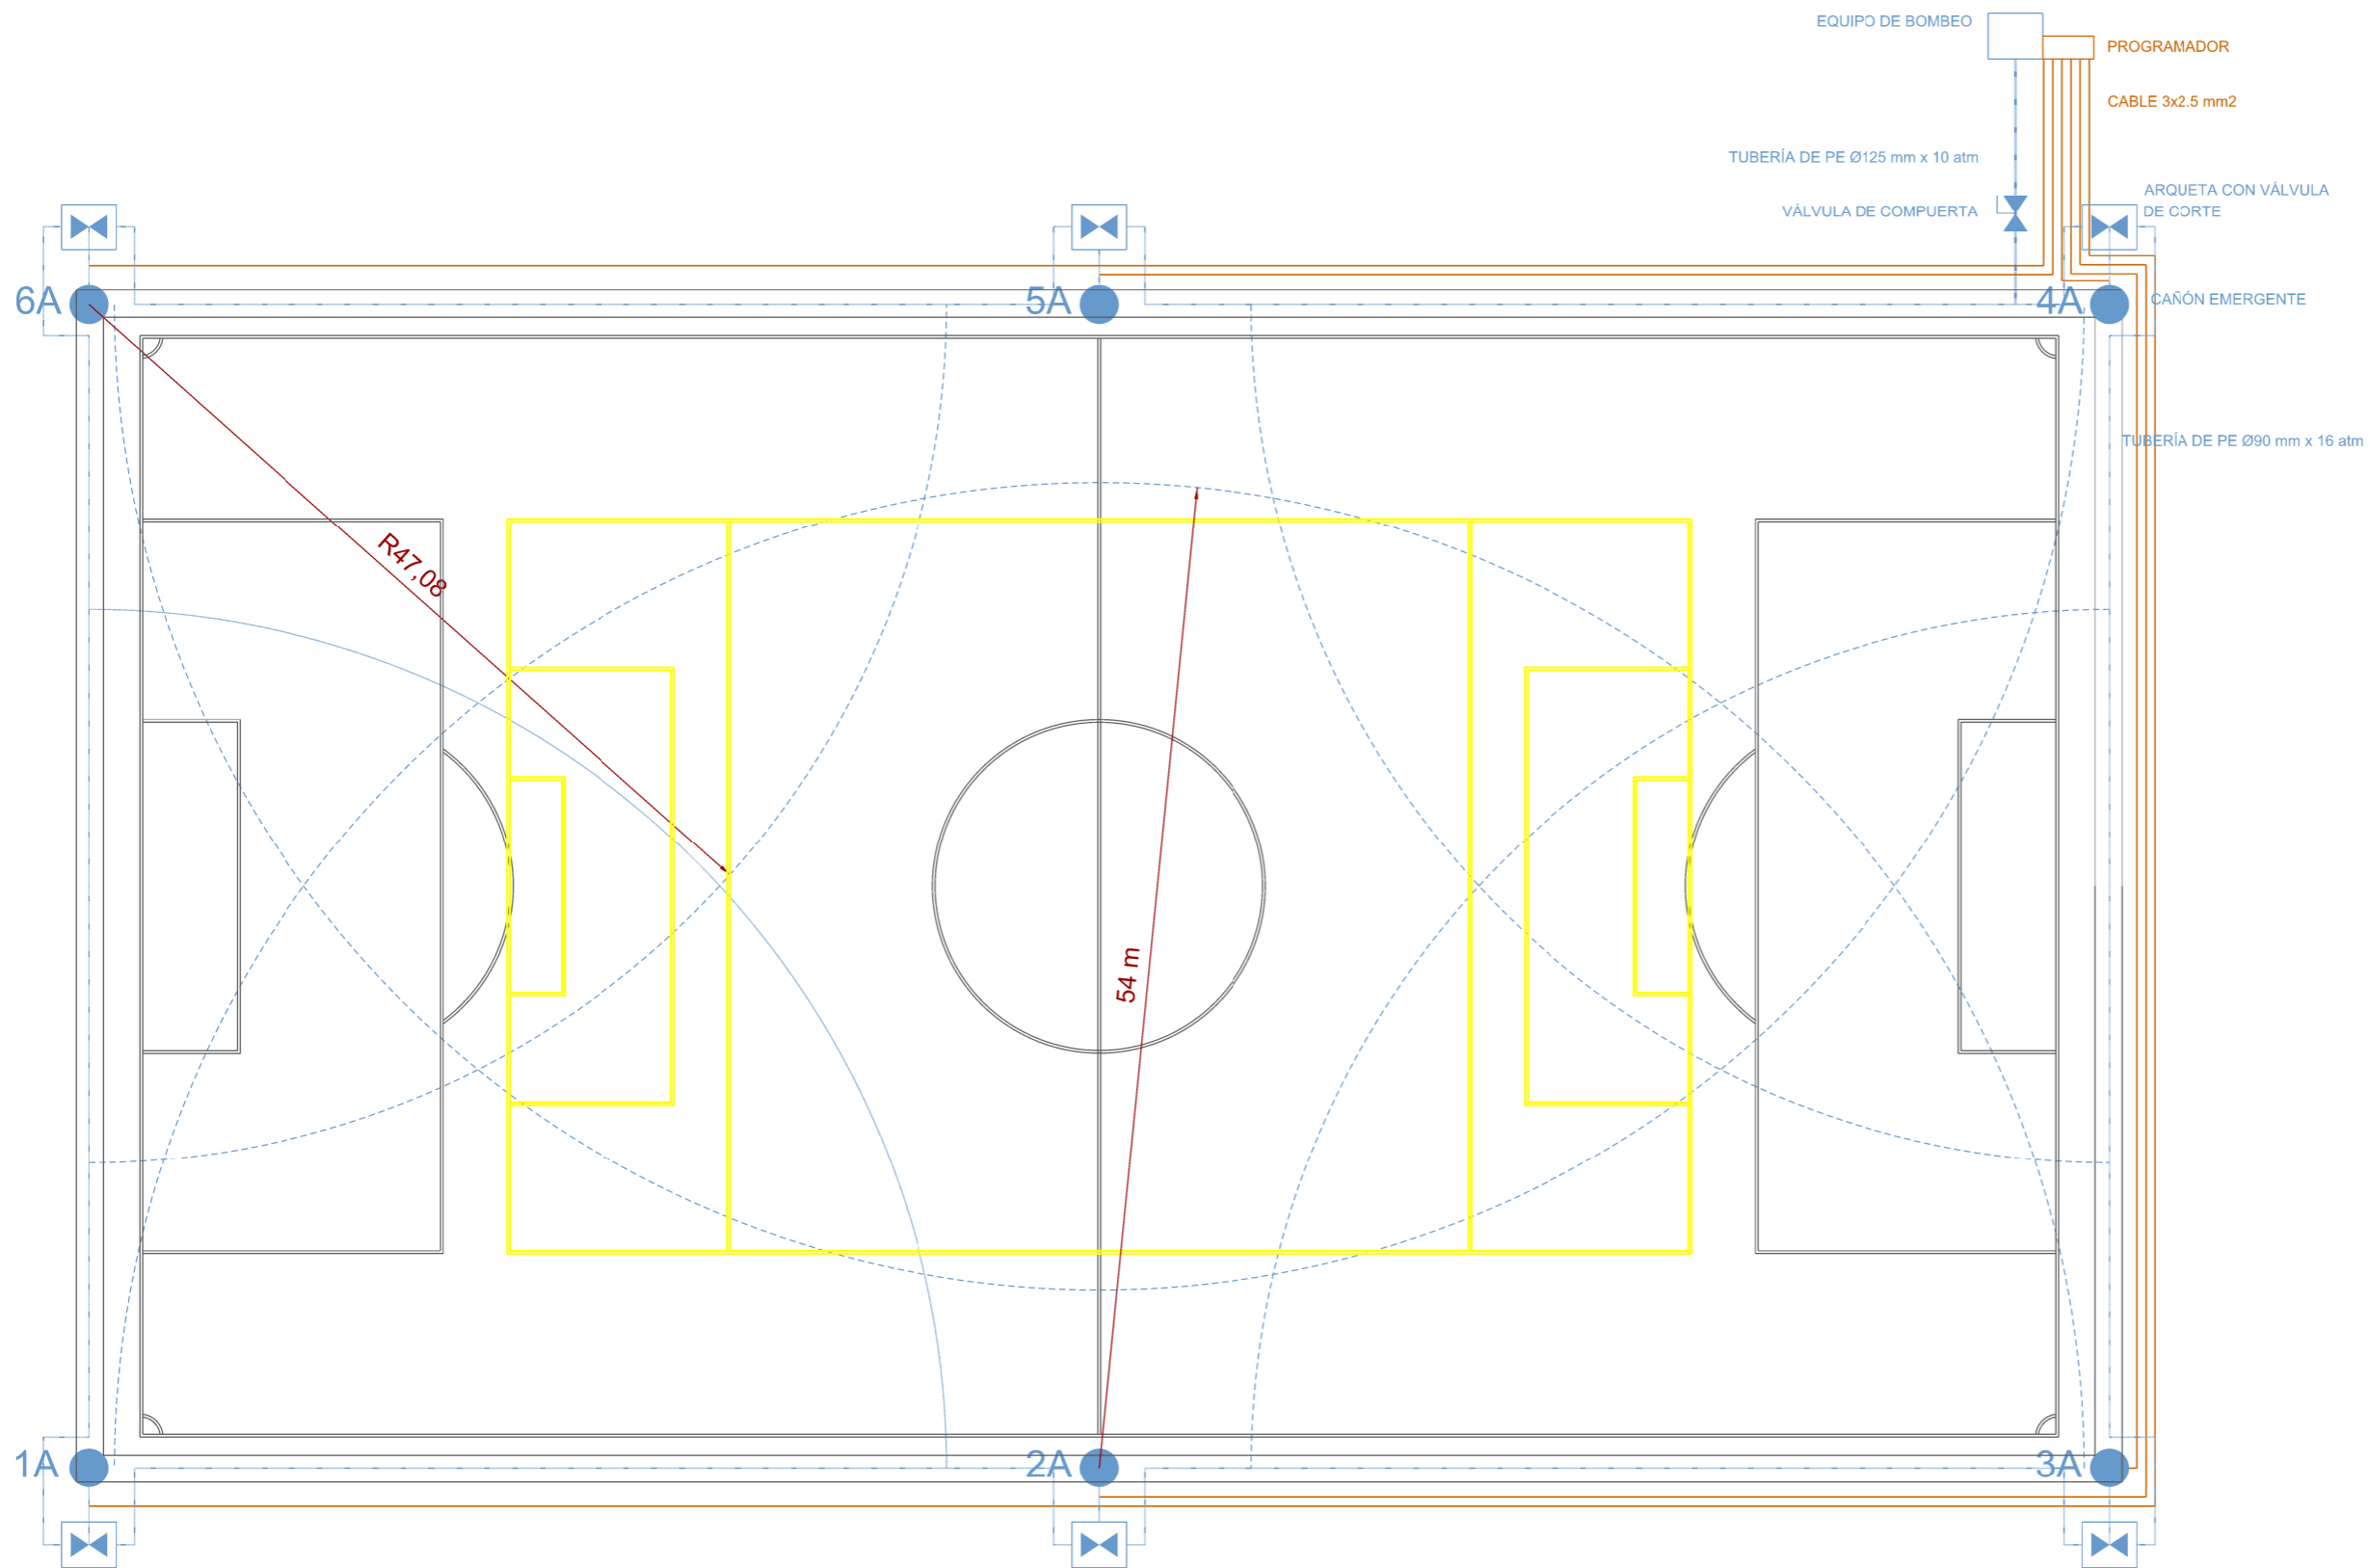 EQUIPO DE BOMBEO
PROGRAMADOR
CABLE 3x2.5 mm2
TUBERÍA DE PE Ø125 mm x 10 atm
ARQUETA CON VÁLVULA
DE CORTE
VÁLVULA DE COMPUERTA
6A
5A
4A
CAÑÓN EMERGENTE
TUBERÍA DE PE Ø90 mm x 16 atm
R47,08
54 m
1A
2A
3A